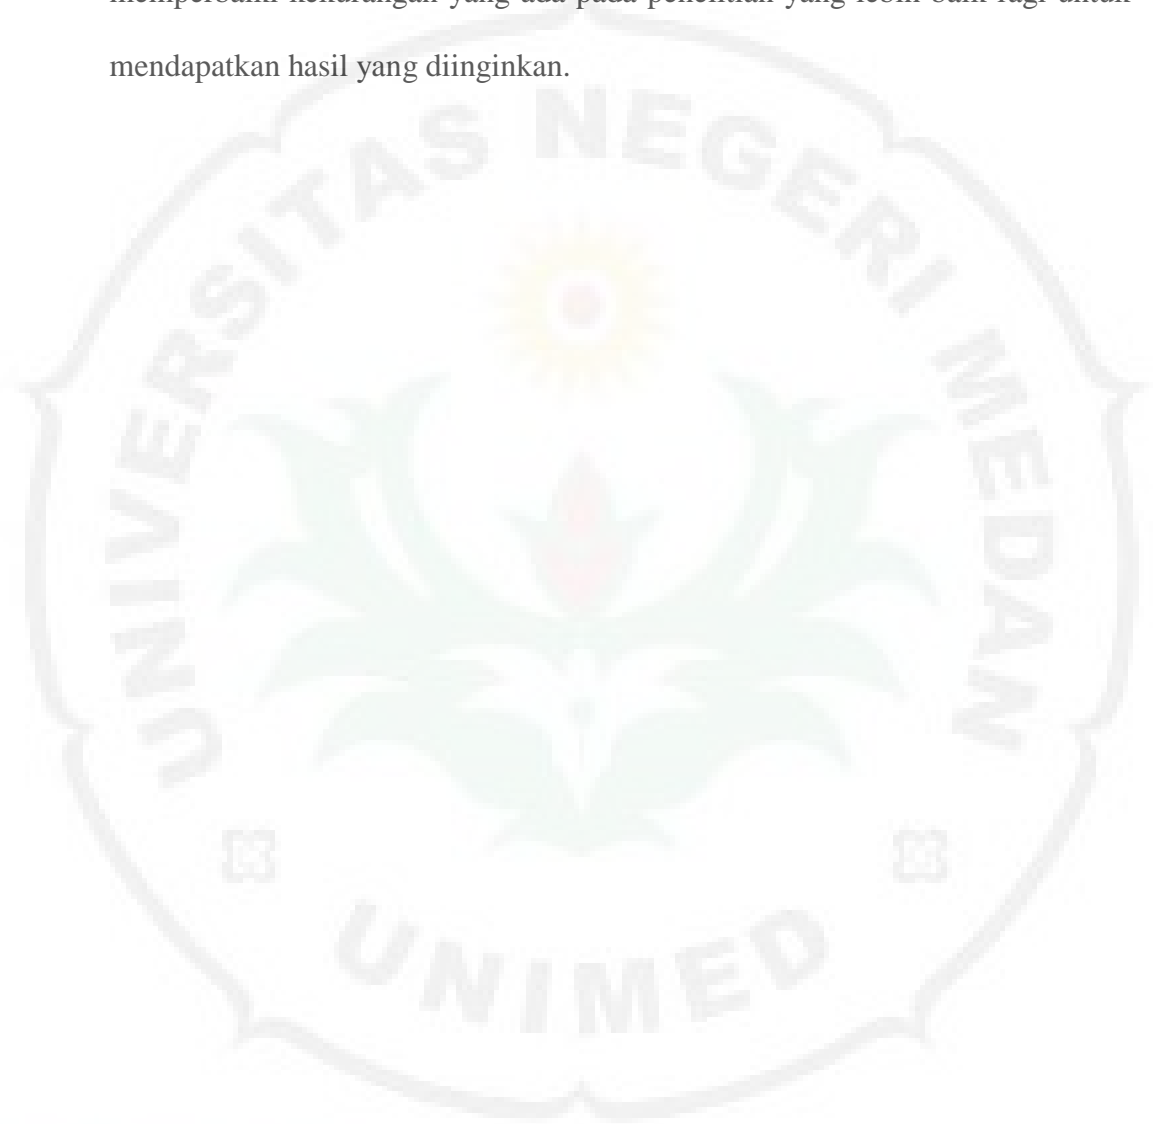 memperbaiki kekurangan yang ada pada penelitian yang lebih baik lagi untuk
mendapatkan hasil yang diinginkan.
UNIVERSITAS NEGERI MEDAN
UNIMED